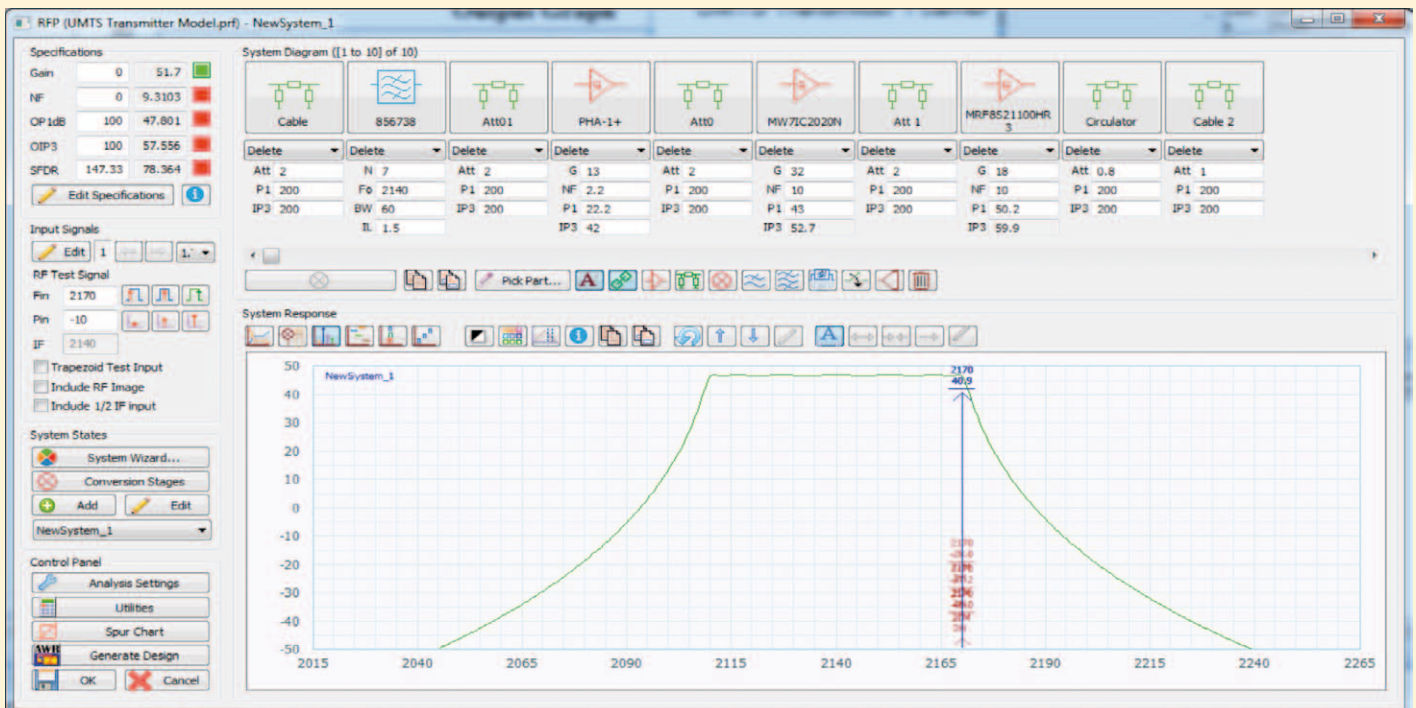 RFP (UMTS Transmitter Model.prf) - NewSystem_1
Specifications
Gain 0 51.7
NF 0 9.3103
OP1dB 100 47.801
OIP3 100 57.556
SFDR 147.33 78.364
Edit Specifications
Input Signals
Edit 1 1.
RF Test Signal
Fin 2170
Pin -10
IF 2140
Trapezoid Test Input
Include RF Image
Include 1/2 IF input
System States
System Wizard...
Conversion Stages
Add Edit
NewSystem_1
Control Panel
Analysis Settings
Utilities
Spur Chart
AWR Generate Design
OK Cancel
System Diagram ([1 to 10] of 10)
Cable 856738 Att01 PHA-1+ Att0 MW7IC2020N Att 1 MRF8S21100HR3 Circulator Cable 2
Delete Delete Delete Delete Delete Delete Delete Delete Delete Delete
Att 2 N 7 Att 2 G 13 Att 2 G 32 Att 2 G 18 Att 0.8 Att 1
P1 200 Fo 2140 P1 200 NF 2.2 P1 200 NF 10 P1 200 NF 10 P1 200 P1 200
IP3 200 BW 60 IP3 200 P1 22.2 IP3 200 P1 43 IP3 200 P1 50.2 IP3 200 IP3 200
IL 1.5 IP3 42 IP3 52.7 IP3 59.9
Pick Part... A
System Response
A
NewSystem_1
2170
40.9
50
40
30
20
10
0
-10
-20
-30
-40
-50
2170
2015 2040 2065 2090 2115 2140 2165 2190 2215 2240 2265